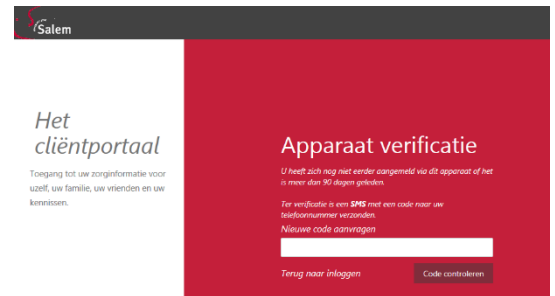 Salem
Het
cliëntportaal
Toegang tot uw zorginformatie voor
uzelf, uw familie, uw vrienden en uw
kennissen.
Apparaat verificatie
U heeft zich nog niet eerder aangemeld via dit apparaat of het
is meer dan 90 dagen geleden.
Ter verificatie is een SMS met een code naar uw
telefoonnummer verzonden.
Nieuwe code aanvragen
Terug naar inloggen
Code controleren